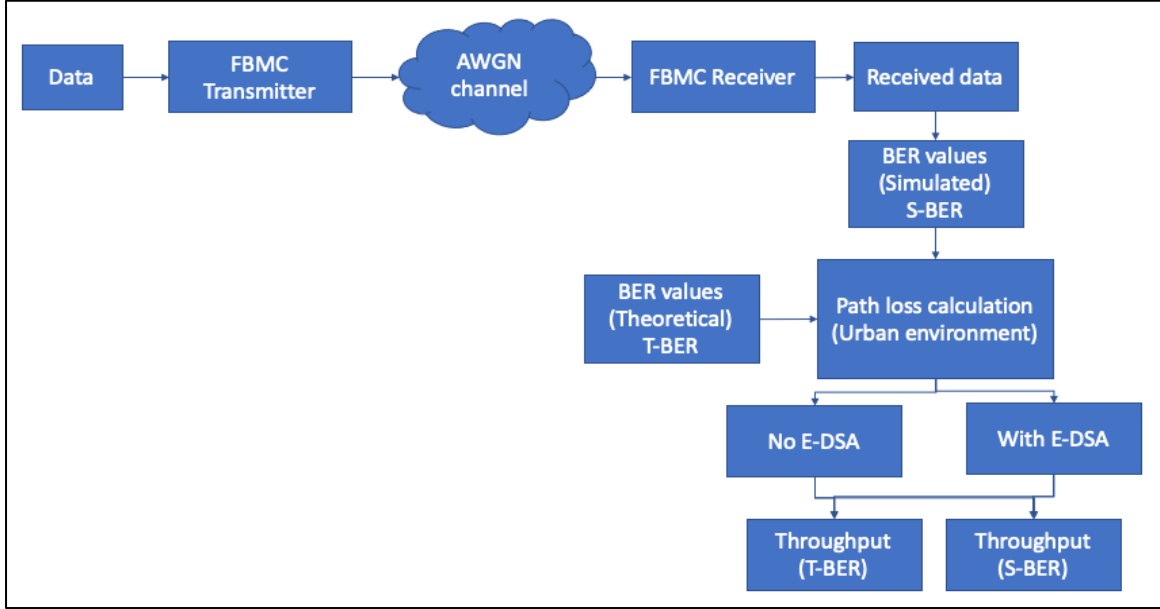 Data
FBMC
Transmitter
AWGN
channel
FBMC Receiver
Received data
BER values
(Simulated)
S-BER
BER values
(Theoretical)
T-BER
Path loss calculation
(Urban environment)
No E-DSA
With E-DSA
Throughput
(T-BER)
Throughput
(S-BER)